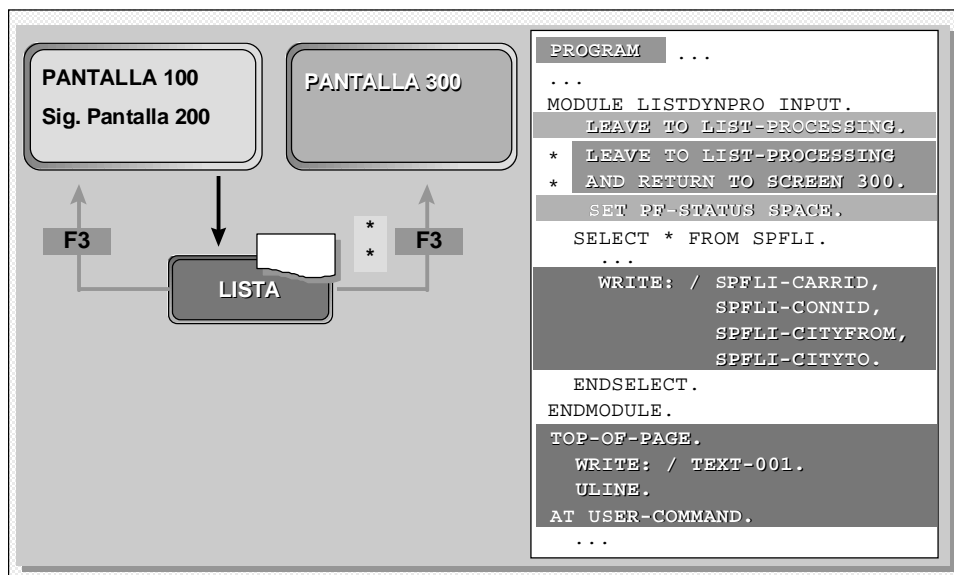 PANTALLA 100
Sig. Pantalla 200
PANTALLA 300
F3
*
*
F3
LISTA
PROGRAM ...
...
MODULE LISTDYNPRO INPUT.
LEAVE TO LIST-PROCESSING.
* LEAVE TO LIST-PROCESSING
* AND RETURN TO SCREEN 300.
SET PF-STATUS SPACE.
SELECT * FROM SPFLI.
...
WRITE: / SPFLI-CARRID,
SPFLI-CONNID,
SPFLI-CITYFROM,
SPFLI-CITYTO.
ENDSELECT.
ENDMODULE.
TOP-OF-PAGE.
WRITE: / TEXT-001.
ULINE.
AT USER-COMMAND.
...